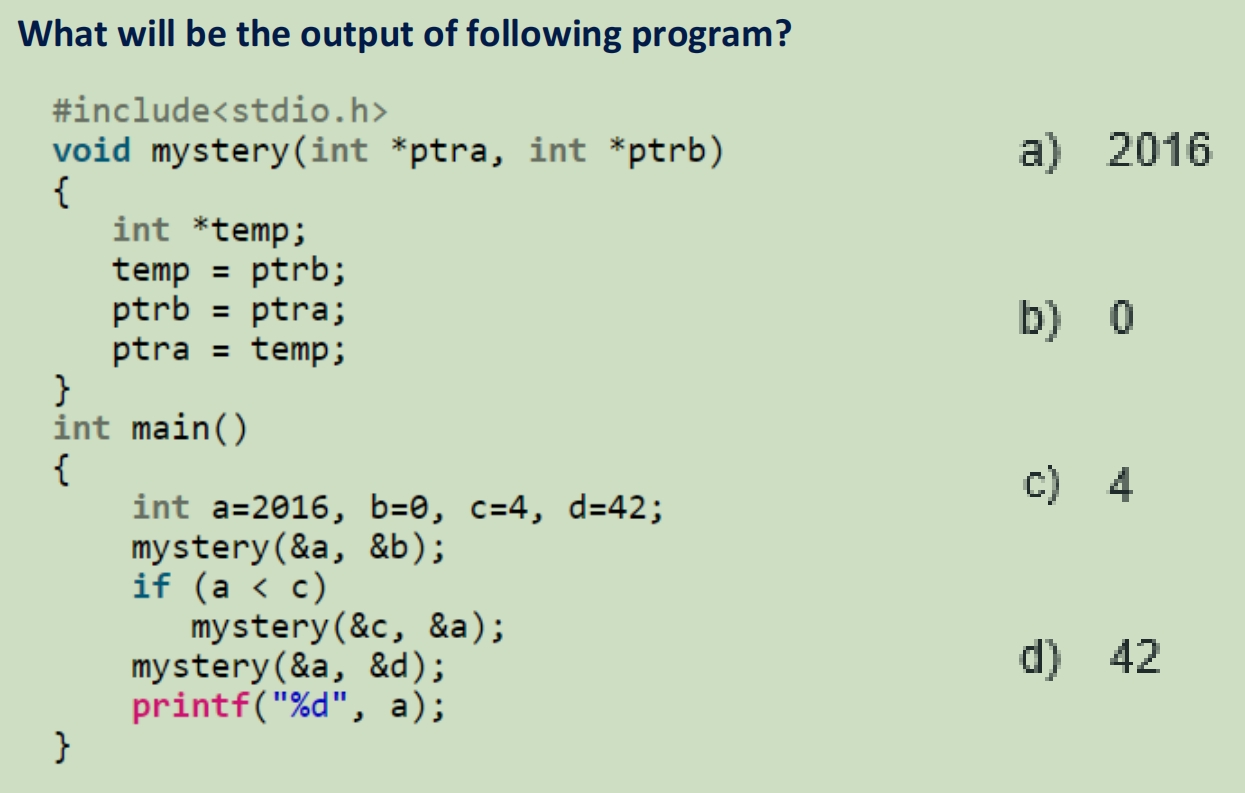 What will be the output of following program?
#include<stdio.h>
void mystery(int *ptra, int *ptrb)
{
   int *temp;
   temp = ptrb;
   ptrb = ptra;
   ptra = temp;
}
int main()
{
    int a=2016, b=0, c=4, d=42;
    mystery(&a, &b);
    if (a < c)
       mystery(&c, &a);
    mystery(&a, &d);
    printf("%d", a);
}
a) 2016
b) 0
c) 4
d) 42